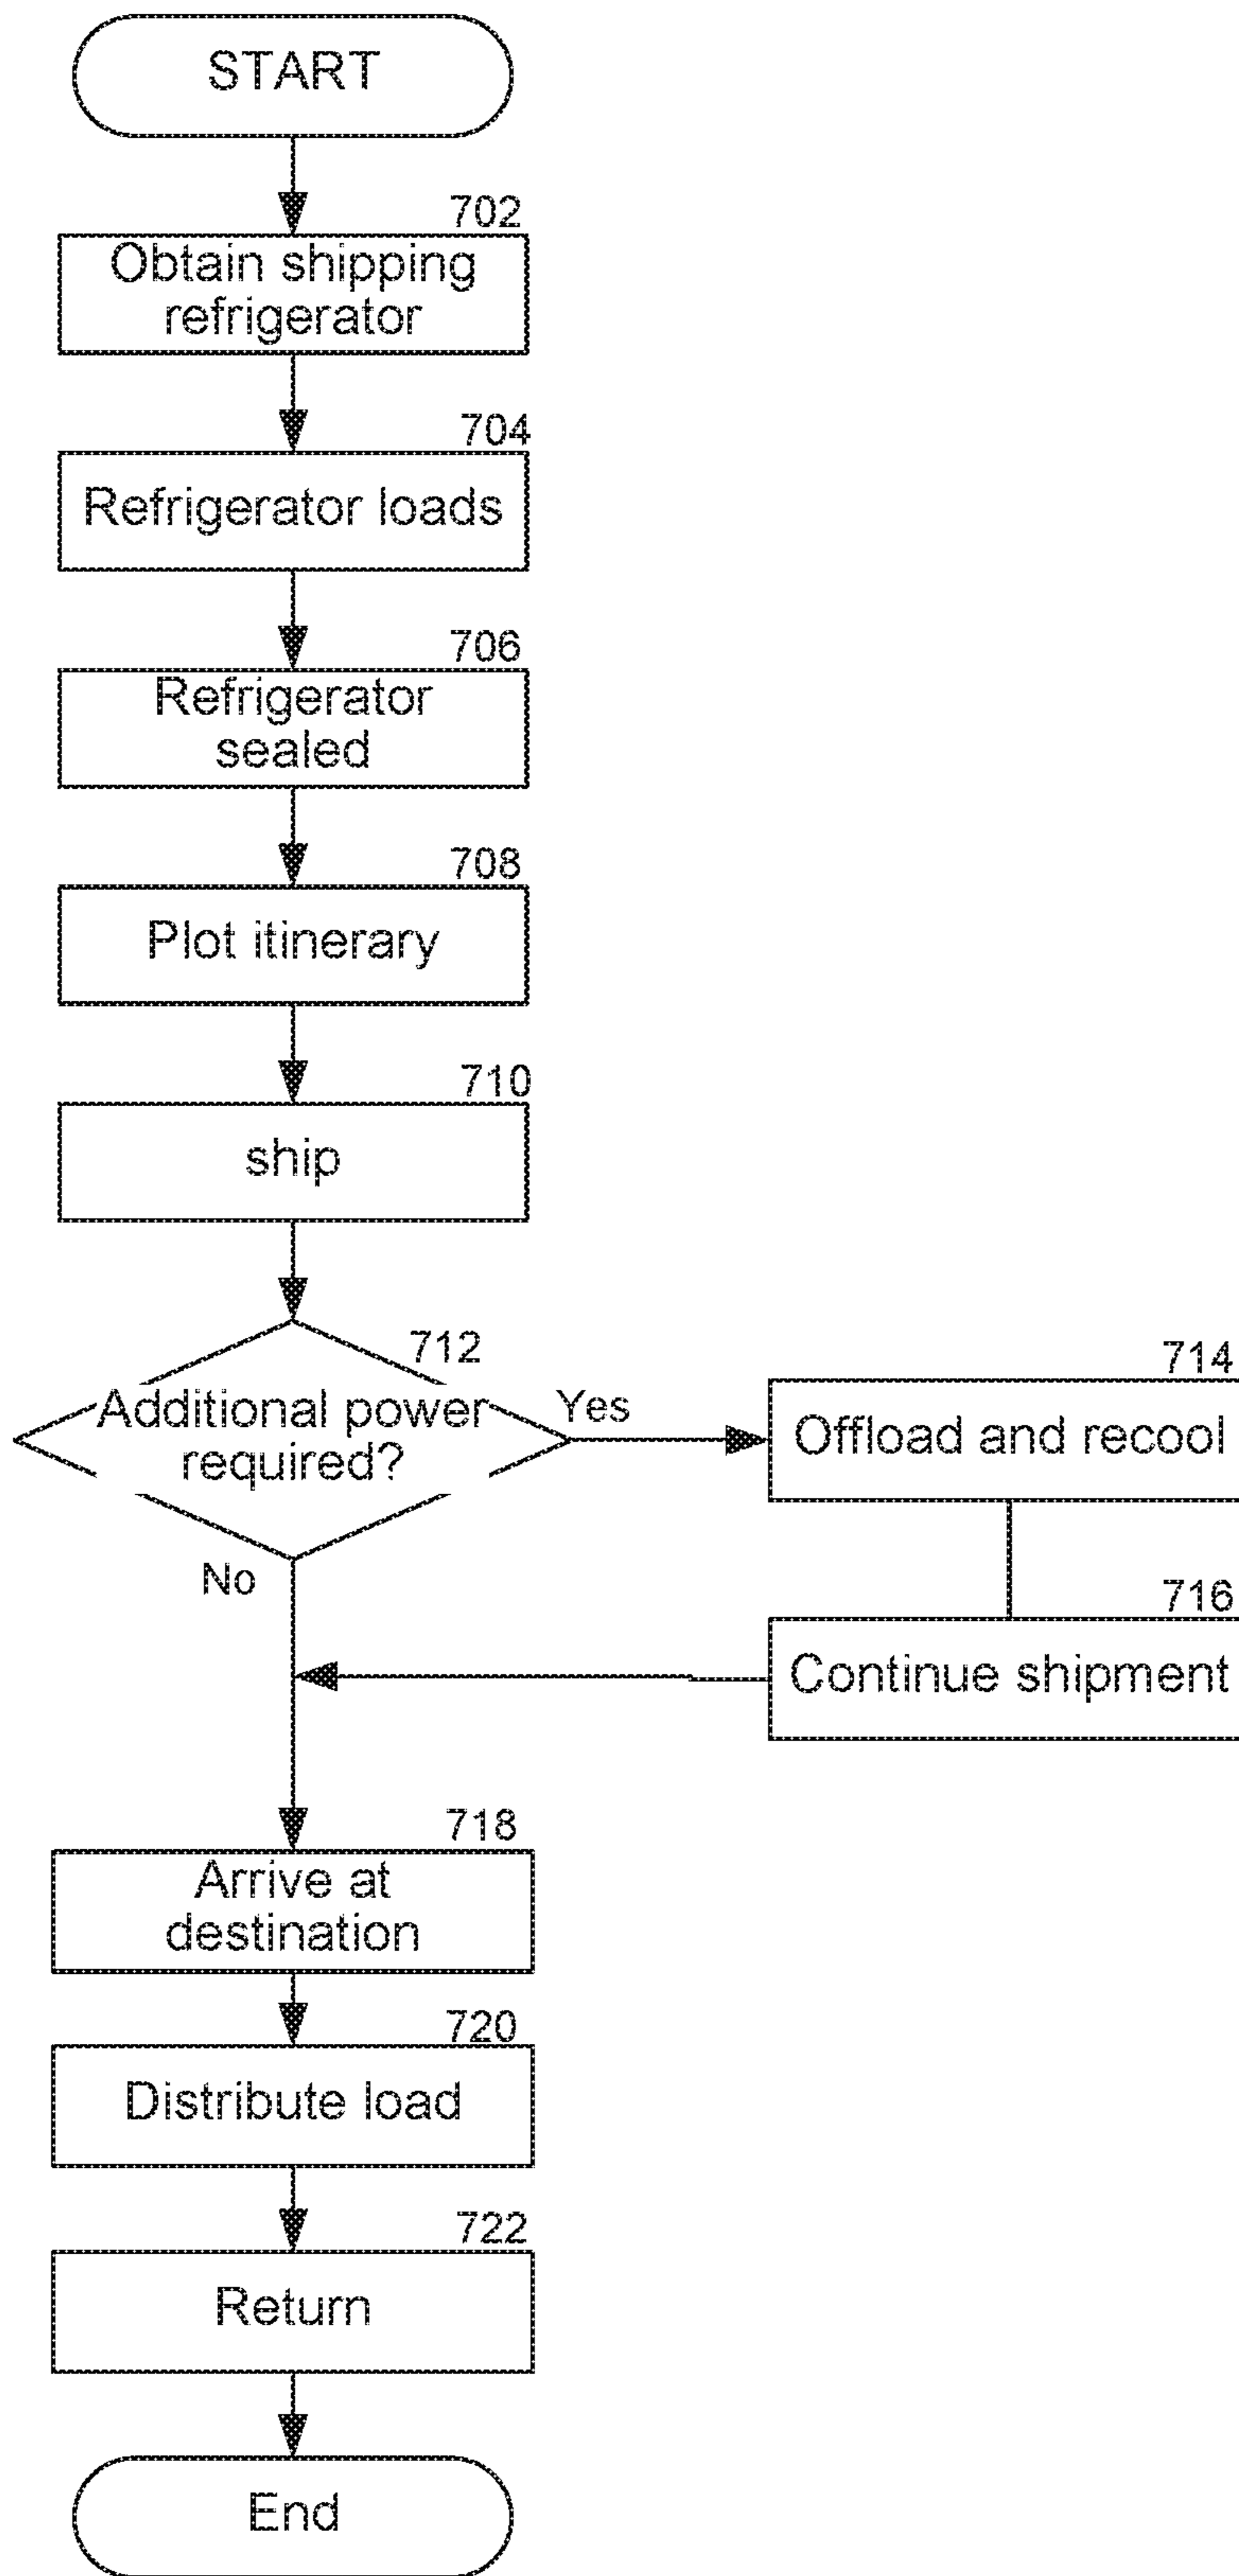 START
702
Obtain shipping
refrigerator
704
Refrigerator loads
706
Refrigerator
sealed
708
Plot itinerary
710
ship
712
Additional power
required?
Yes
714
Offload and recool
No
716
Continue shipment
718
Arrive at
destination
720
Distribute load
722
Return
End